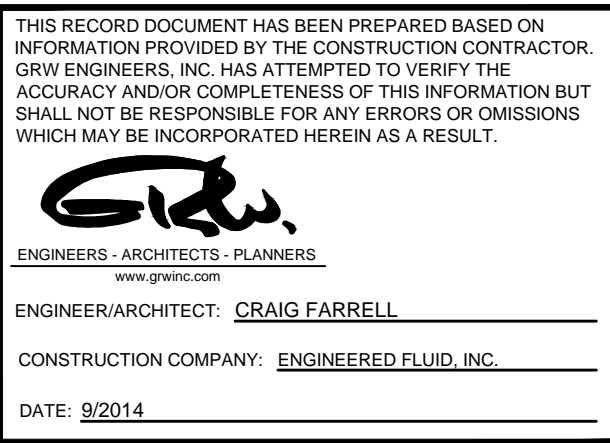 THIS RECORD DOCUMENT HAS BEEN PREPARED BASED ON
INFORMATION PROVIDED BY THE CONSTRUCTION CONTRACTOR.
GRW ENGINEERS, INC. HAS ATTEMPTED TO VERIFY THE
ACCURACY AND/OR COMPLETENESS OF THIS INFORMATION BUT
SHALL NOT BE RESPONSIBLE FOR ANY ERRORS OR OMISSIONS
WHICH MAY BE INCORPORATED HEREIN AS A RESULT.
GRW.
ENGINEERS - ARCHITECTS - PLANNERS
www.grwinc.com
ENGINEER/ARCHITECT: CRAIG FARRELL
CONSTRUCTION COMPANY: ENGINEERED FLUID, INC.
DATE: 9/2014